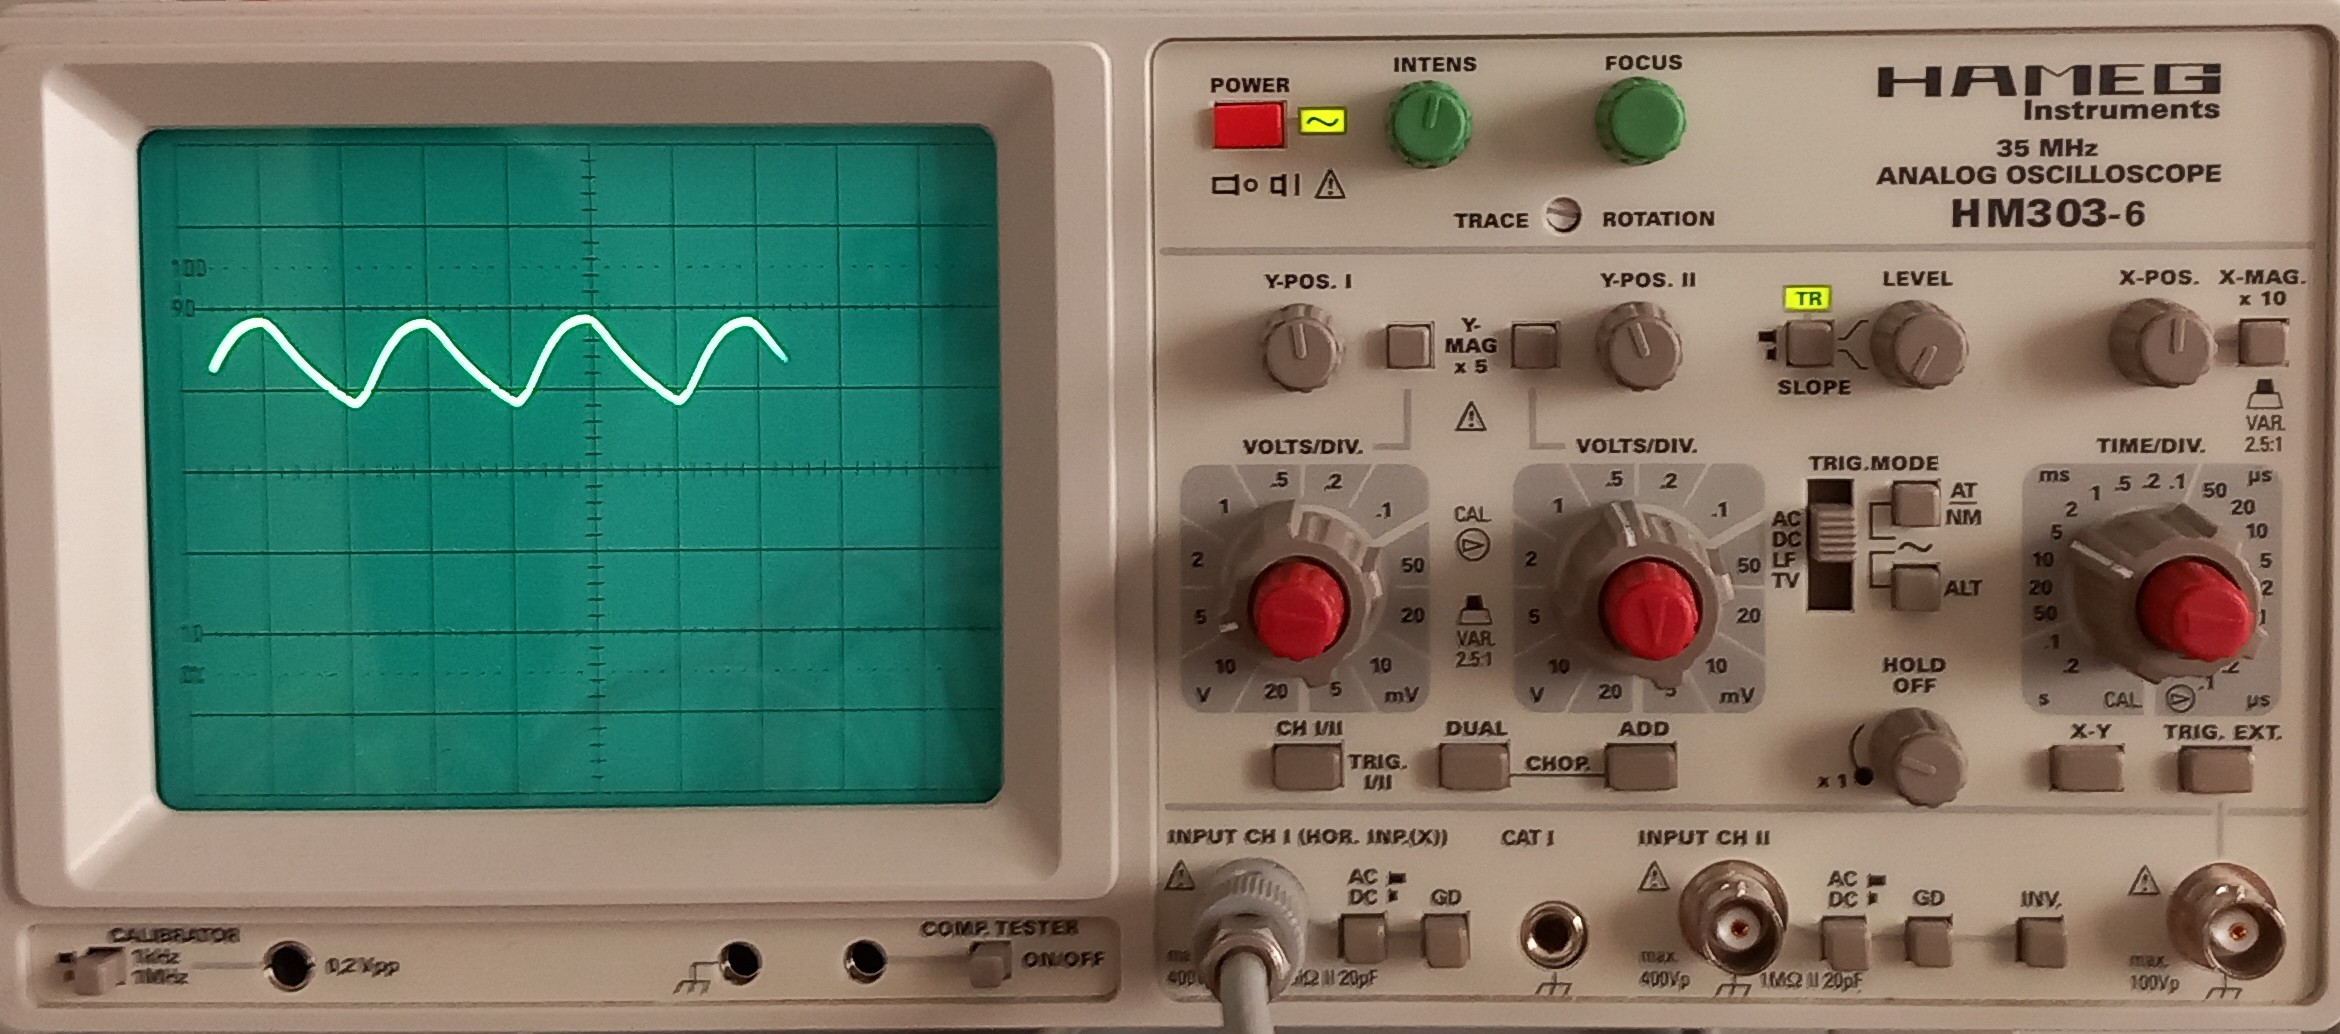 POWER
INTENS
FOCUS
HAMEG
Instruments
35 MHz
ANALOG OSCILLOSCOPE
HM303-6
TRACE ROTATION
100
90
10
Y-POS. I
Y-MAG x 5
Y-POS. II
TR
SLOPE
LEVEL
X-POS.
X-MAG. x 10
VAR. 2.5:1
VOLTS/DIV.
5 2 1 .5 .2 .1
50 20 10 5
20 10
V mV
CAL
VAR. 2.5:1
VOLTS/DIV.
5 2 1 .5 .2 .1
50 20 10 5
20 10
V mV
TRIG.MODE
AC
DC
LF
TV
AT
NM
~
ALT
HOLD OFF
x 1
TIME/DIV.
ms µs
1 .5 .2 .1 50
2 20
5 10
10 5
20 2
50 1
.1
.2 .2
s CAL .1 µs
CH I/II
TRIG. I/II
DUAL
CHOP.
ADD
X-Y
TRIG. EXT.
INPUT CH I (HOR. INP.(X))
CAT I
INPUT CH II
AC
DC
GD
AC
DC
GD
INV.
20pF
max.
400Vp
1MΩ II 20pF
max.
100Vp
CALIBRATOR
1kHz
1MHz
0,2Vpp
COMP. TESTER
ON/OFF